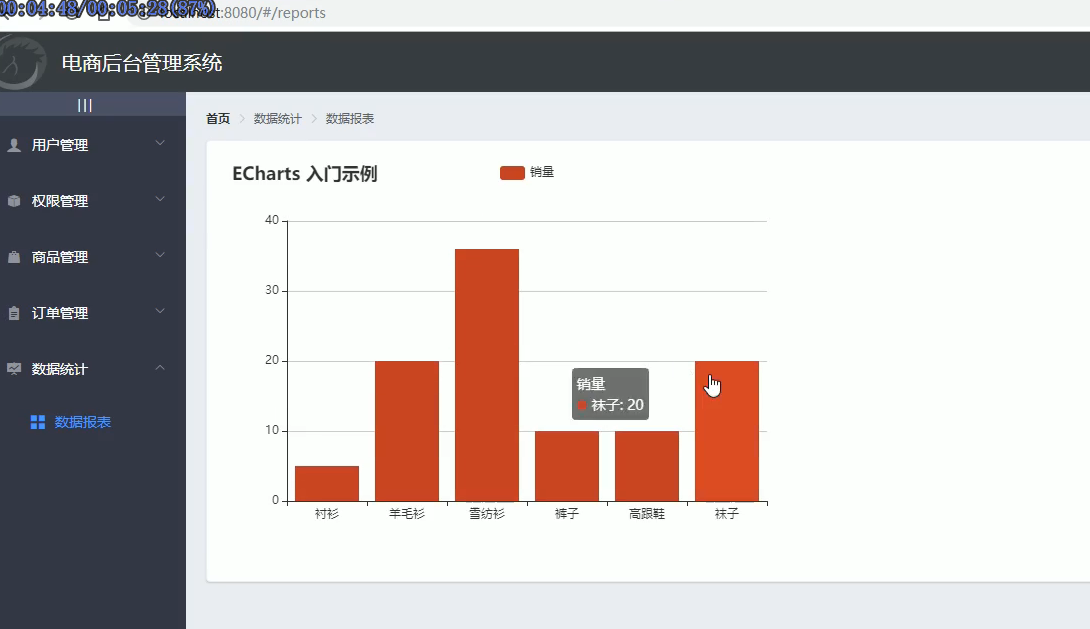 00:04:48/00:05:28(87%)
localhost:8080/#/reports
电商后台管理系统
|||
首页 > 数据统计 > 数据报表
用户管理
权限管理
商品管理
订单管理
数据统计
数据报表
ECharts 入门示例
销量
40
30
20
10
0
销量
袜子: 20
衬衫 羊毛衫 雪纺衫 裤子 高跟鞋 袜子